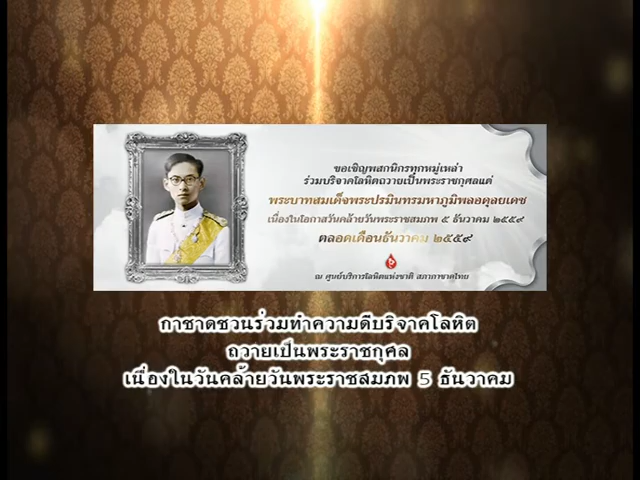 ขอเชิญพสกนิกรทุกหมู่เหล่า
ร่วมบริจาคโลหิตถวายเป็นพระราชกุศลแด่
พระบาทสมเด็จพระปรมินทรมหาภูมิพลอดุลยเดช
เนื่องในโอกาสวันคล้ายวันพระราชสมภพ ๕ ธันวาคม ๒๕๕๙
ตลอดเดือนธันวาคม ๒๕๕๙
ณ ศูนย์บริการโลหิตแห่งชาติ สภากาชาดไทย
กาชาดชวนร่วมทำความดีบริจาคโลหิต
ถวายเป็นพระราชกุศล
เนื่องในวันคล้ายวันพระราชสมภพ 5 ธันวาคม